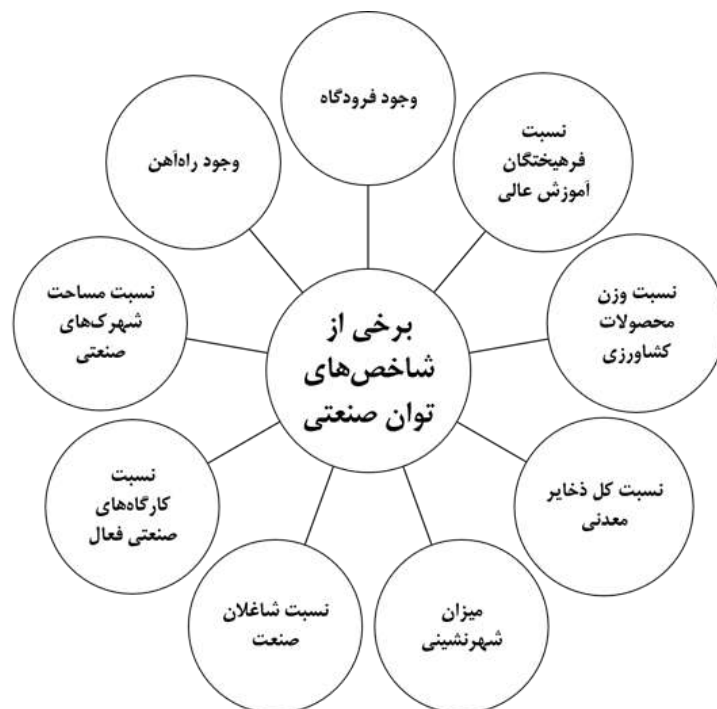 برخی از
شاخص‌های
توان صنعتی
وجود فرودگاه
نسبت
فرهیختگان
آموزش عالی
نسبت وزن
محصولات
کشاورزی
نسبت کل ذخایر
معدنی
میزان
شهرنشینی
نسبت شاغلان
صنعت
نسبت
کارگاه‌های
صنعتی فعال
نسبت مساحت
شهرک‌های
صنعتی
وجود راه‌آهن